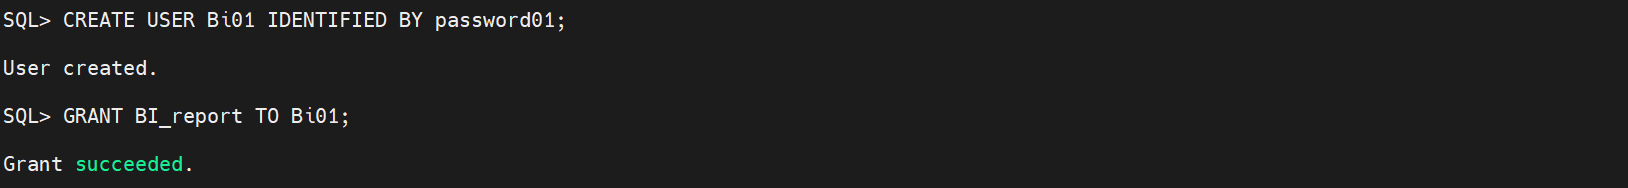 SQL> CREATE USER Bi01 IDENTIFIED BY password01;
User created.
SQL> GRANT BI_report TO Bi01;
Grant succeeded.